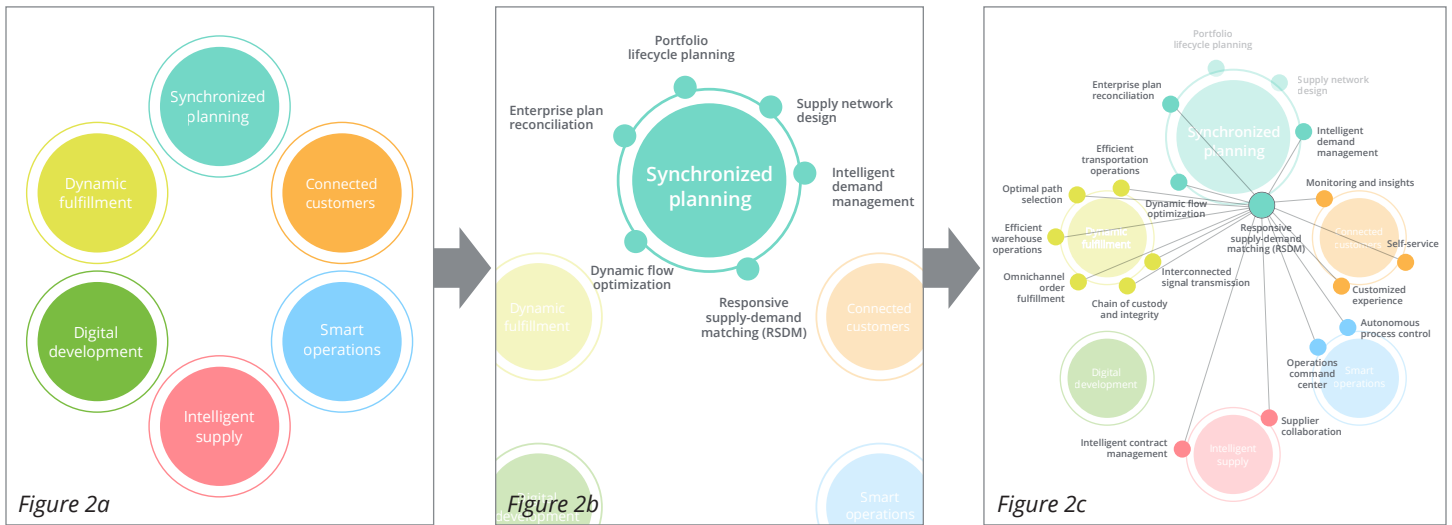 Synchronized
planning
Dynamic
fulfillment
Connected
customers
Digital
development
Smart
operations
Intelligent
supply
Figure 2a
Portfolio
lifecycle planning
Enterprise plan
reconciliation
Supply network
design
Synchronized
planning
Intelligent
demand
management
Dynamic flow
optimization
Responsive
supply-demand
matching (RSDM)
Dynamic
fulfillment
Connected
customers
Digital
development
Smart
operations
Figure 2b
Portfolio
lifecycle planning
Enterprise plan
reconciliation
Supply network
design
Synchronized
planning
Intelligent
demand
management
Efficient
transportation
operations
Optimal path
selection
Monitoring and insights
Dynamic flow
optimization
Efficient
warehouse
operations
Dynamic
fulfillment
Responsive
supply-demand
matching (RSDM)
Connected
customers
Self-service
Omnichannel
order
fulfillment
Interconnected
signal transmission
Chain of custody
and integrity
Customized
experience
Autonomous
process control
Operations
command
center
Digital
development
Smart
operations
Supplier
collaboration
Intelligent contract
management
Intelligent
supply
Figure 2c